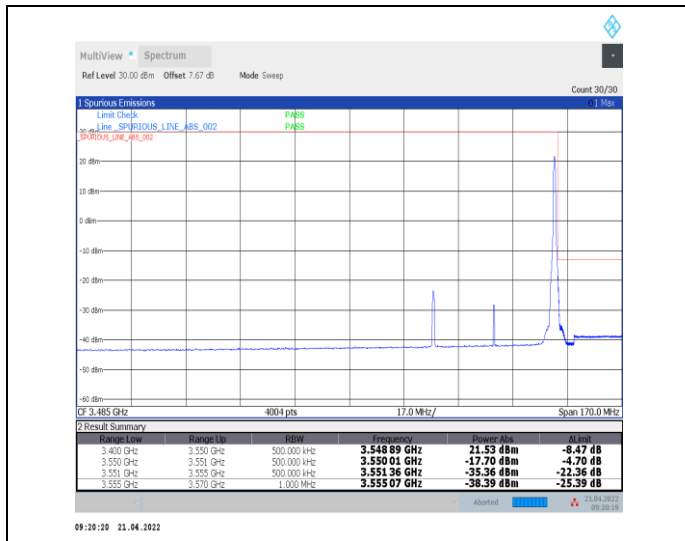 MultiView Spectrum
Ref Level 30.00 dBm Offset 7.67 dB Mode Sweep
Count 30/30
1 Spurious Emissions 1 Max
Limit Check PASS
Line _SPURIOUS_LINE_ABS_002 PASS
30 dBm
_SPURIOUS_LINE_ABS_002
20 dBm
10 dBm
0 dBm
-10 dBm
-20 dBm
-30 dBm
-40 dBm
-50 dBm
-60 dBm
CF 3.485 GHz 4004 pts 17.0 MHz/ Span 170.0 MHz
2 Result Summary
Range Low Range Up RBW Frequency Power Abs ΔLimit
3.400 GHz 3.550 GHz 500.000 kHz 3.548 89 GHz 21.53 dBm -8.47 dB
3.550 GHz 3.551 GHz 500.000 kHz 3.550 01 GHz -17.70 dBm -4.70 dB
3.551 GHz 3.555 GHz 500.000 kHz 3.551 36 GHz -35.36 dBm -22.36 dB
3.555 GHz 3.570 GHz 1.000 MHz 3.555 07 GHz -38.39 dBm -25.39 dB
Aborted 21.04.2022
09:20:19
09:20:20 21.04.2022